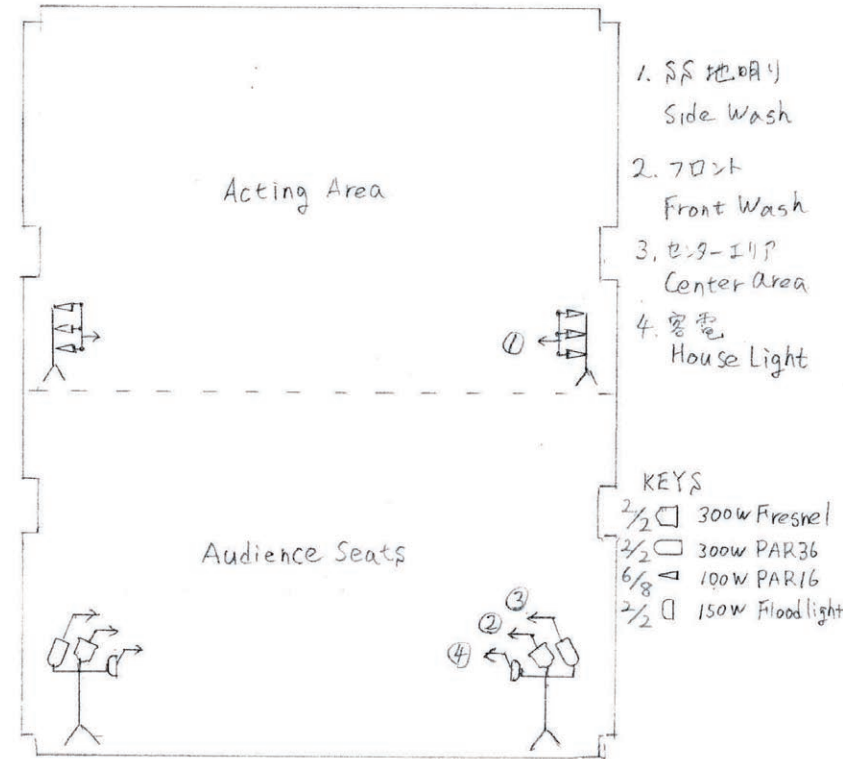 Acting Area
①
1. SS 地明り
Side Wash
2. フロント
Front Wash
3. センターエリア
Center Area
4. 客電
House Light
Audience Seats
③
②
④
KEYS
2/2 300w Fresnel
2/2 300w PAR36
6/8 100w PAR16
2/2 150w Floodlight